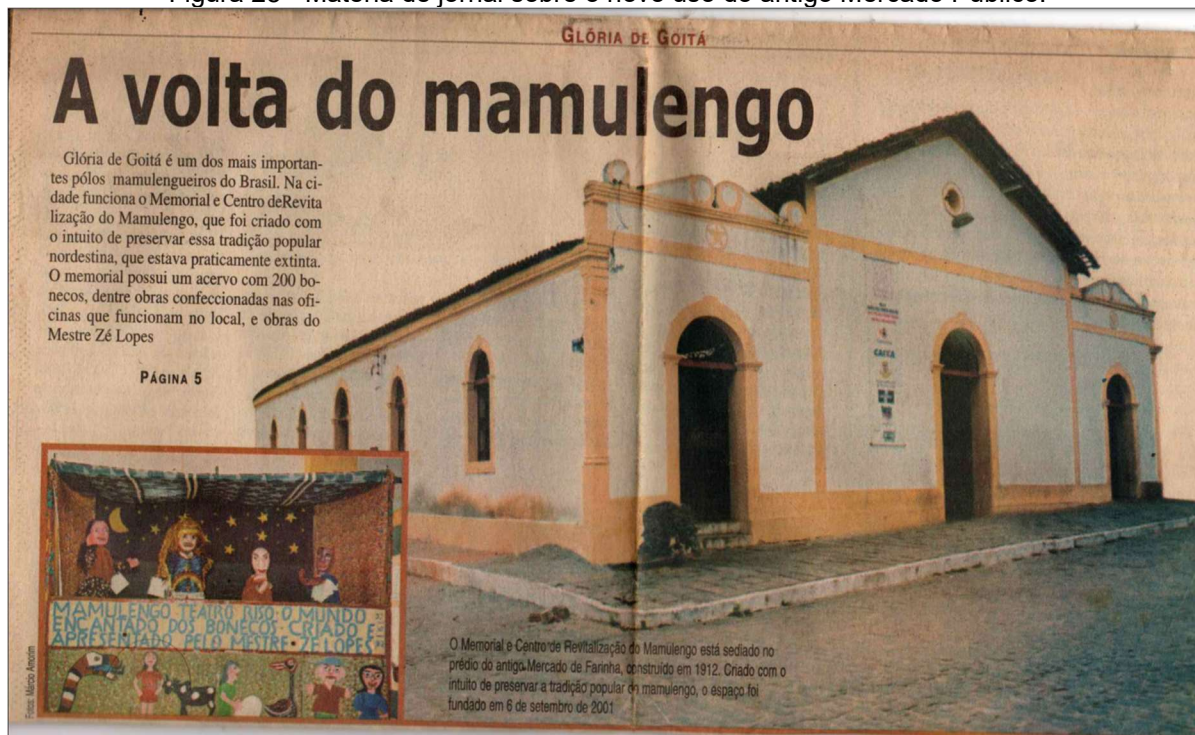 Figura 28 - Matéria de jornal sobre o novo uso do antigo Mercado Público.
GLÓRIA DE GOITÁ
A volta do mamulengo
Glória de Goitá é um dos mais importan-
tes pólos mamulengueiros do Brasil. Na ci-
dade funciona o Memorial e Centro deRevita
lização do Mamulengo, que foi criado com
o intuito de preservar essa tradição popular
nordestina, que estava praticamente extinta.
O memorial possui um acervo com 200 bo-
necos, dentre obras confeccionadas nas ofi-
cinas que funcionam no local, e obras do
Mestre Zé Lopes
PÁGINA 5
CAIXA
MAMULENGO TEATRO RISO O MUNDO
ENCANTADO DOS BONECOS CRIADO E
APRESENTADO PELO MESTRE ZÉ LOPES
Fotos: Márcio Amorim
O Memorial e Centro de Revitalização do Mamulengo está sediado no
prédio do antigo Mercado de Farinha, construído em 1912. Criado com o
intuito de preservar a tradição popular do mamulengo, o espaço foi
fundado em 6 de setembro de 2001